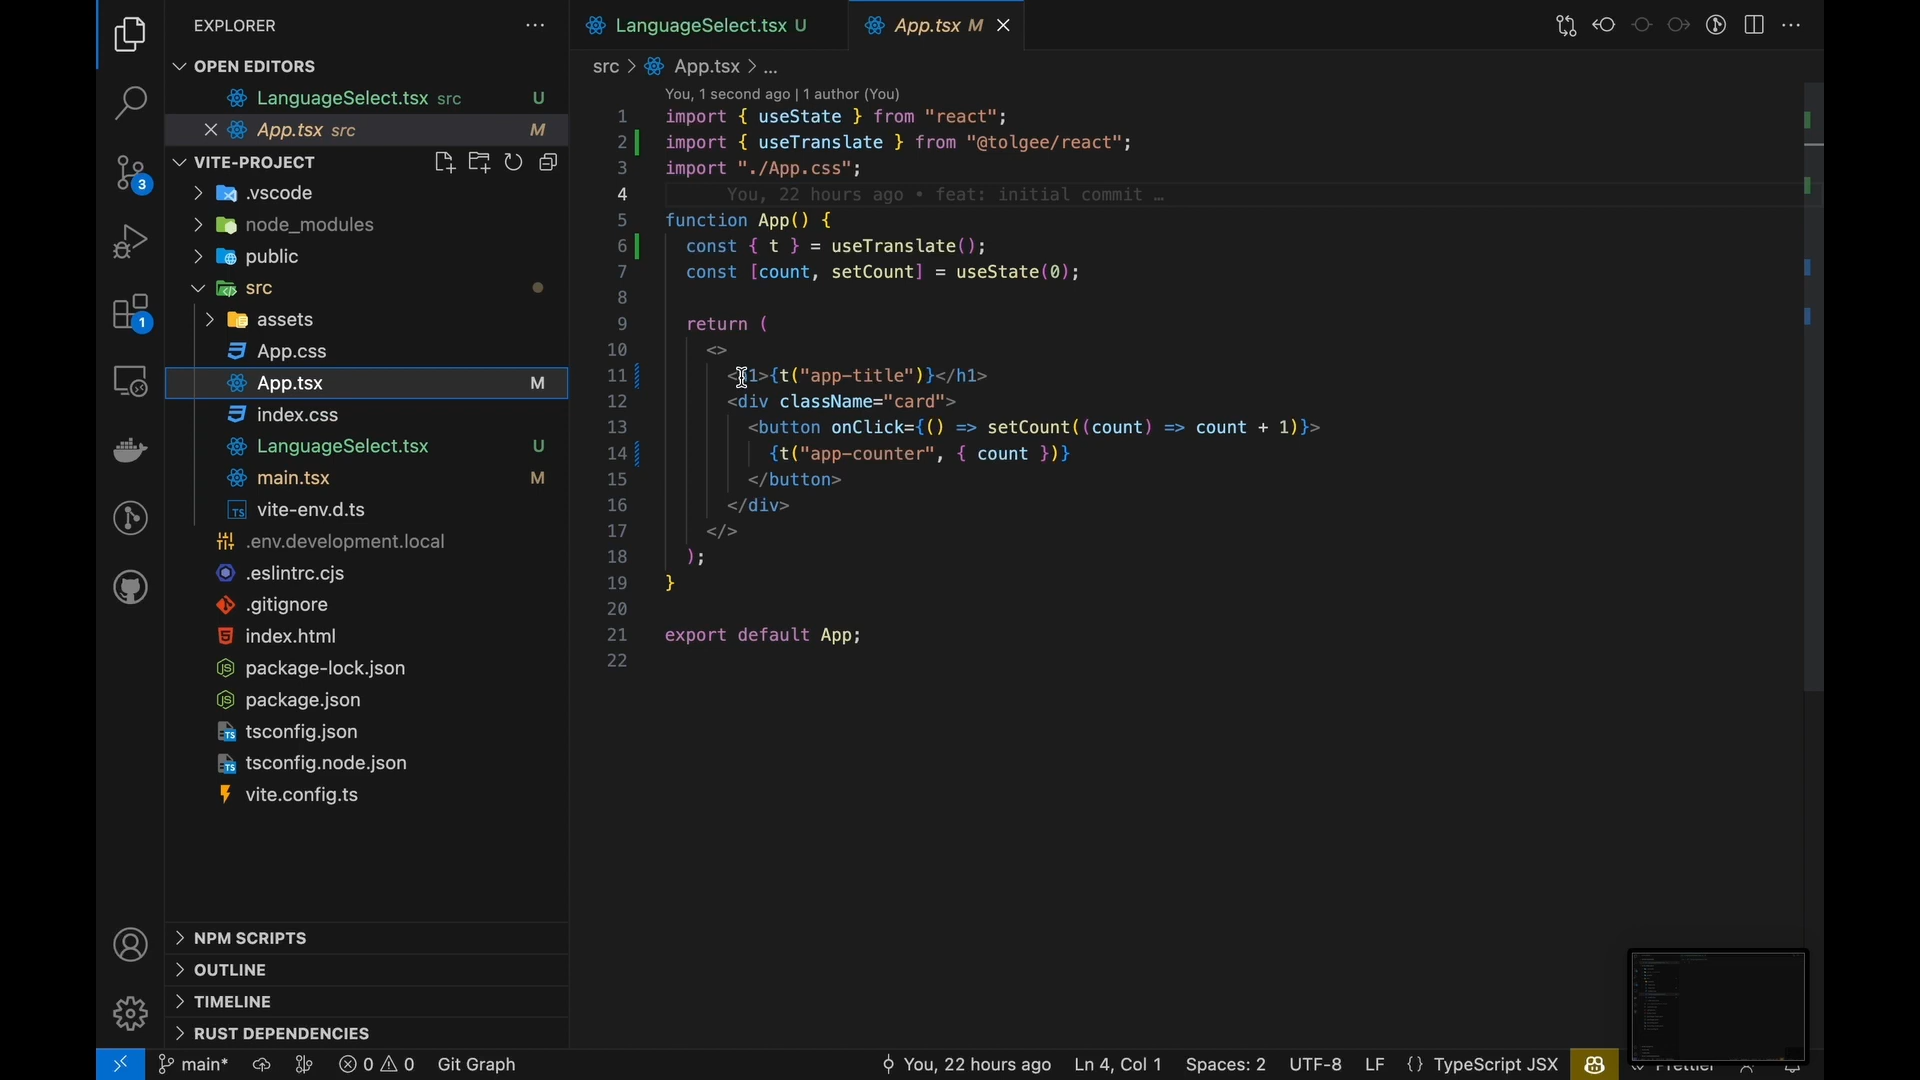 EXPLORER
OPEN EDITORS
LanguageSelect.tsx src U
App.tsx src M
VITE-PROJECT
.vscode
node_modules
public
src
assets
App.css
App.tsx M
index.css
LanguageSelect.tsx U
main.tsx M
TS vite-env.d.ts
.env.development.local
.eslintrc.cjs
.gitignore
index.html
package-lock.json
package.json
TS tsconfig.json
TS tsconfig.node.json
vite.config.ts
NPM SCRIPTS
OUTLINE
TIMELINE
RUST DEPENDENCIES
3
1
LanguageSelect.tsx U
App.tsx M
src > App.tsx > ...
You, 1 second ago | 1 author (You)
1 import { useState } from "react";
2 import { useTranslate } from "@tolgee/react";
3 import "./App.css";
4 You, 22 hours ago • feat: initial commit …
5 function App() {
6 const { t } = useTranslate();
7 const [count, setCount] = useState(0);
8
9 return (
10 <>
11 <h1>{t("app-title")}</h1>
12 <div className="card">
13 <button onClick={() => setCount((count) => count + 1)}>
14 {t("app-counter", { count })}
15 </button>
16 </div>
17 </>
18 );
19 }
20
21 export default App;
22
main* 0 0 Git Graph You, 22 hours ago Ln 4, Col 1 Spaces: 2 UTF-8 LF {} TypeScript JSX Prettier